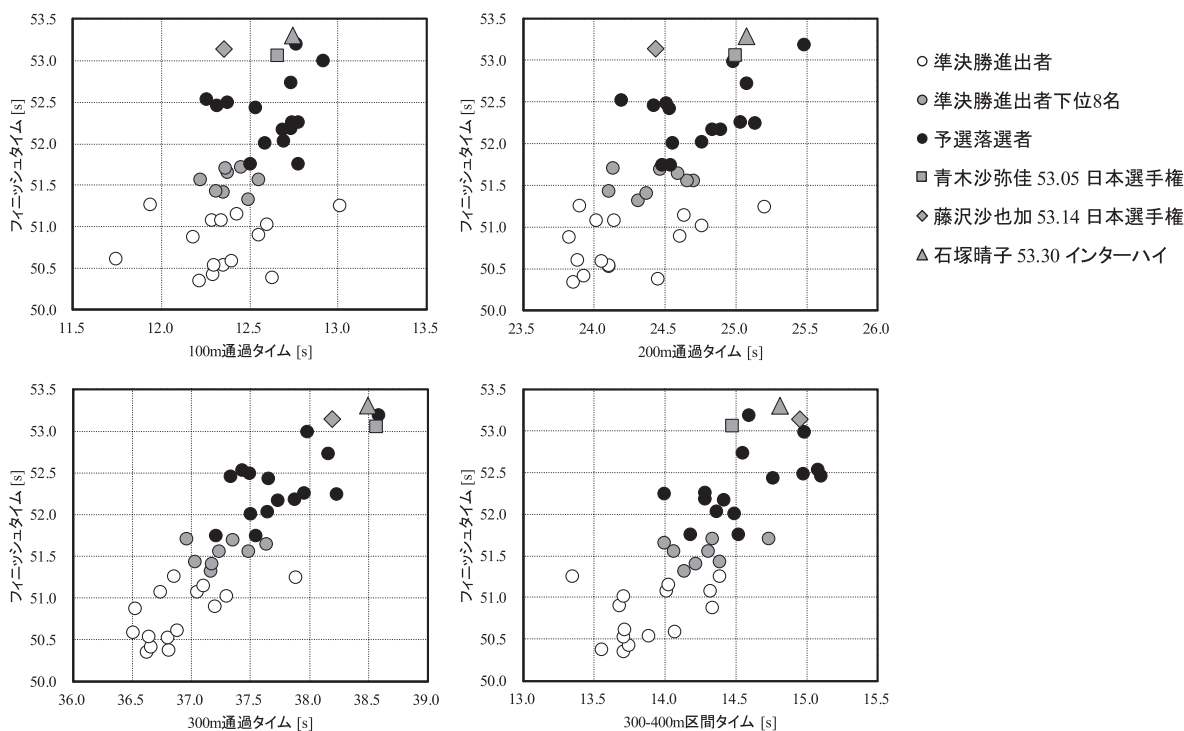 53.5
53.0
52.5
52.0
51.5
51.0
50.5
50.0
フィニッシュタイム [s]
11.5 12.0 12.5 13.0 13.5
100m通過タイム [s]
53.5
53.0
52.5
52.0
51.5
51.0
50.5
50.0
フィニッシュタイム [s]
23.5 24.0 24.5 25.0 25.5 26.0
200m通過タイム [s]
準決勝進出者
準決勝進出者下位8名
予選落選者
青木沙弥佳 53.05 日本選手権
藤沢沙也加 53.14 日本選手権
石塚晴子 53.30 インターハイ
53.5
53.0
52.5
52.0
51.5
51.0
50.5
50.0
フィニッシュタイム [s]
36.0 36.5 37.0 37.5 38.0 38.5 39.0
300m通過タイム [s]
53.5
53.0
52.5
52.0
51.5
51.0
50.5
50.0
フィニッシュタイム [s]
13.0 13.5 14.0 14.5 15.0 15.5
300-400m区間タイム [s]